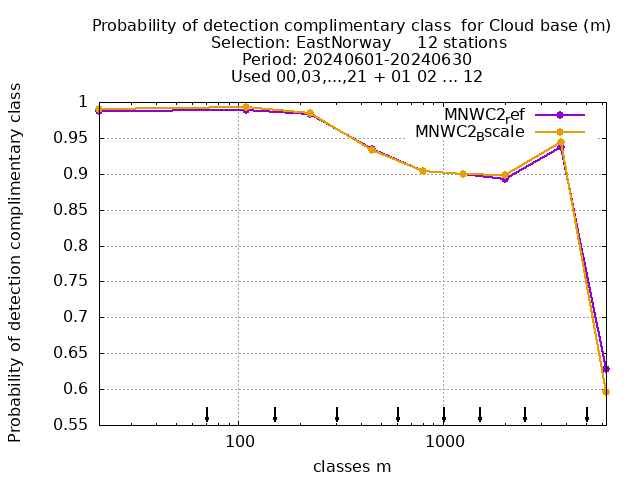 Probability of detection complimentary class  for Cloud base (m)
Selection: EastNorway     12 stations
Period: 20240601-20240630
Used 00,03,...,21 + 01 02 ... 12
Probability of detection complimentary class
1
0.95
0.9
0.85
0.8
0.75
0.7
0.65
0.6
0.55
MNWC2ref
MNWC2Bscale
100
1000
classes m